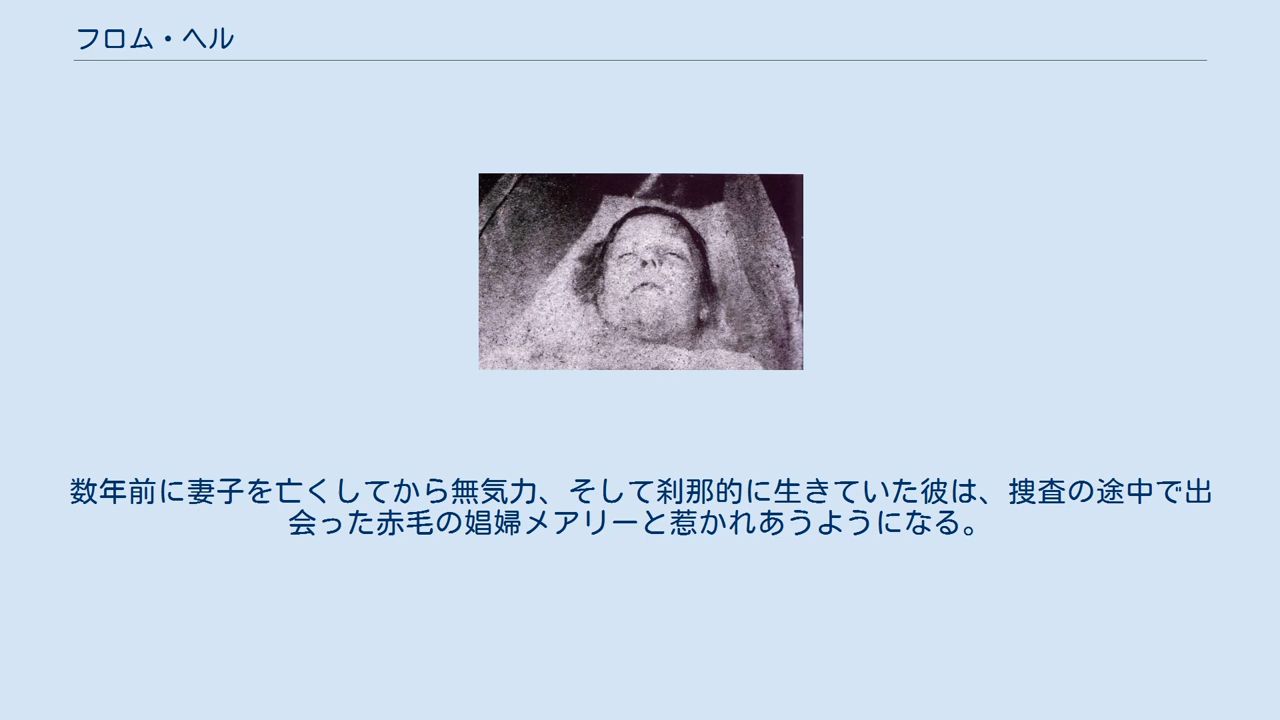 フロム・ヘル
数年前に妻子を亡くしてから無気力、そして刹那的に生きていた彼は、捜査の途中で出
会った赤毛の娼婦メアリーと惹かれあうようになる。